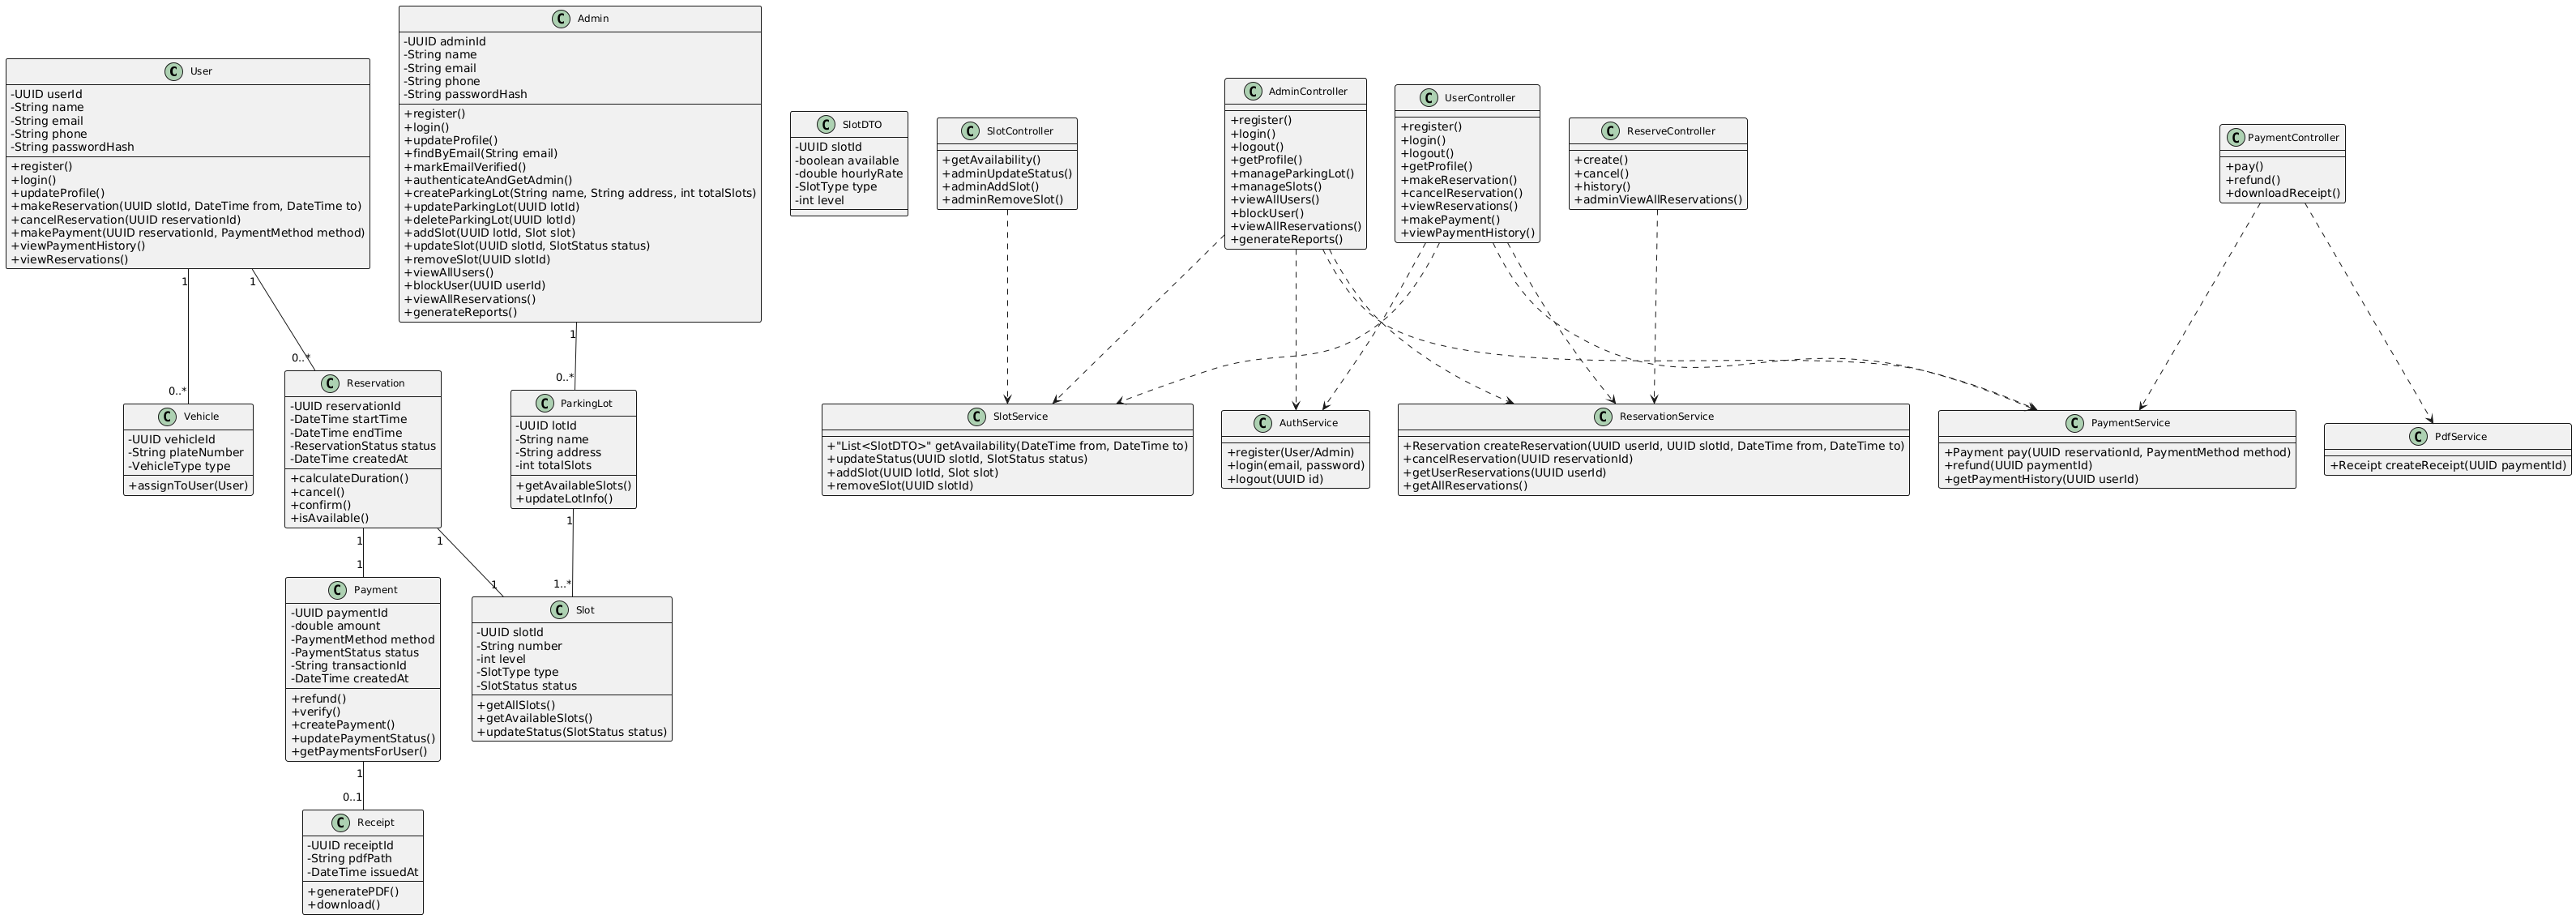 User
-UUID userId
-String name
-String email
-String phone
-String passwordHash
+register()
+login()
+updateProfile()
+makeReservation(UUID slotId, DateTime from, DateTime to)
+cancelReservation(UUID reservationId)
+makePayment(UUID reservationId, PaymentMethod method)
+viewPaymentHistory()
+viewReservations()
Admin
-UUID adminId
-String name
-String email
-String phone
-String passwordHash
+register()
+login()
+updateProfile()
+findByEmail(String email)
+markEmailVerified()
+authenticateAndGetAdmin()
+createParkingLot(String name, String address, int totalSlots)
+updateParkingLot(UUID lotId)
+deleteParkingLot(UUID lotId)
+addSlot(UUID lotId, Slot slot)
+updateSlot(UUID slotId, SlotStatus status)
+removeSlot(UUID slotId)
+viewAllUsers()
+blockUser(UUID userId)
+viewAllReservations()
+generateReports()
SlotDTO
-UUID slotId
-boolean available
-double hourlyRate
-SlotType type
-int level
SlotController
+getAvailability()
+adminUpdateStatus()
+adminAddSlot()
+adminRemoveSlot()
AdminController
+register()
+login()
+logout()
+getProfile()
+manageParkingLot()
+manageSlots()
+viewAllUsers()
+blockUser()
+viewAllReservations()
+generateReports()
UserController
+register()
+login()
+logout()
+getProfile()
+makeReservation()
+cancelReservation()
+viewReservations()
+makePayment()
+viewPaymentHistory()
ReserveController
+create()
+cancel()
+history()
+adminViewAllReservations()
PaymentController
+pay()
+refund()
+downloadReceipt()
1
1
0..*
0..*
1
0..*
Vehicle
-UUID vehicleId
-String plateNumber
-VehicleType type
+assignToUser(User)
Reservation
-UUID reservationId
-DateTime startTime
-DateTime endTime
-ReservationStatus status
-DateTime createdAt
+calculateDuration()
+cancel()
+confirm()
+isAvailable()
ParkingLot
-UUID lotId
-String name
-String address
-int totalSlots
+getAvailableSlots()
+updateLotInfo()
SlotService
+"List<SlotDTO>" getAvailability(DateTime from, DateTime to)
+updateStatus(UUID slotId, SlotStatus status)
+addSlot(UUID lotId, Slot slot)
+removeSlot(UUID slotId)
AuthService
+register(User/Admin)
+login(email, password)
+logout(UUID id)
ReservationService
+Reservation createReservation(UUID userId, UUID slotId, DateTime from, DateTime to)
+cancelReservation(UUID reservationId)
+getUserReservations(UUID userId)
+getAllReservations()
PaymentService
+Payment pay(UUID reservationId, PaymentMethod method)
+refund(UUID paymentId)
+getPaymentHistory(UUID userId)
PdfService
+Receipt createReceipt(UUID paymentId)
1
1
1
1
1
1..*
Payment
-UUID paymentId
-double amount
-PaymentMethod method
-PaymentStatus status
-String transactionId
-DateTime createdAt
+refund()
+verify()
+createPayment()
+updatePaymentStatus()
+getPaymentsForUser()
Slot
-UUID slotId
-String number
-int level
-SlotType type
-SlotStatus status
+getAllSlots()
+getAvailableSlots()
+updateStatus(SlotStatus status)
1
0..1
Receipt
-UUID receiptId
-String pdfPath
-DateTime issuedAt
+generatePDF()
+download()